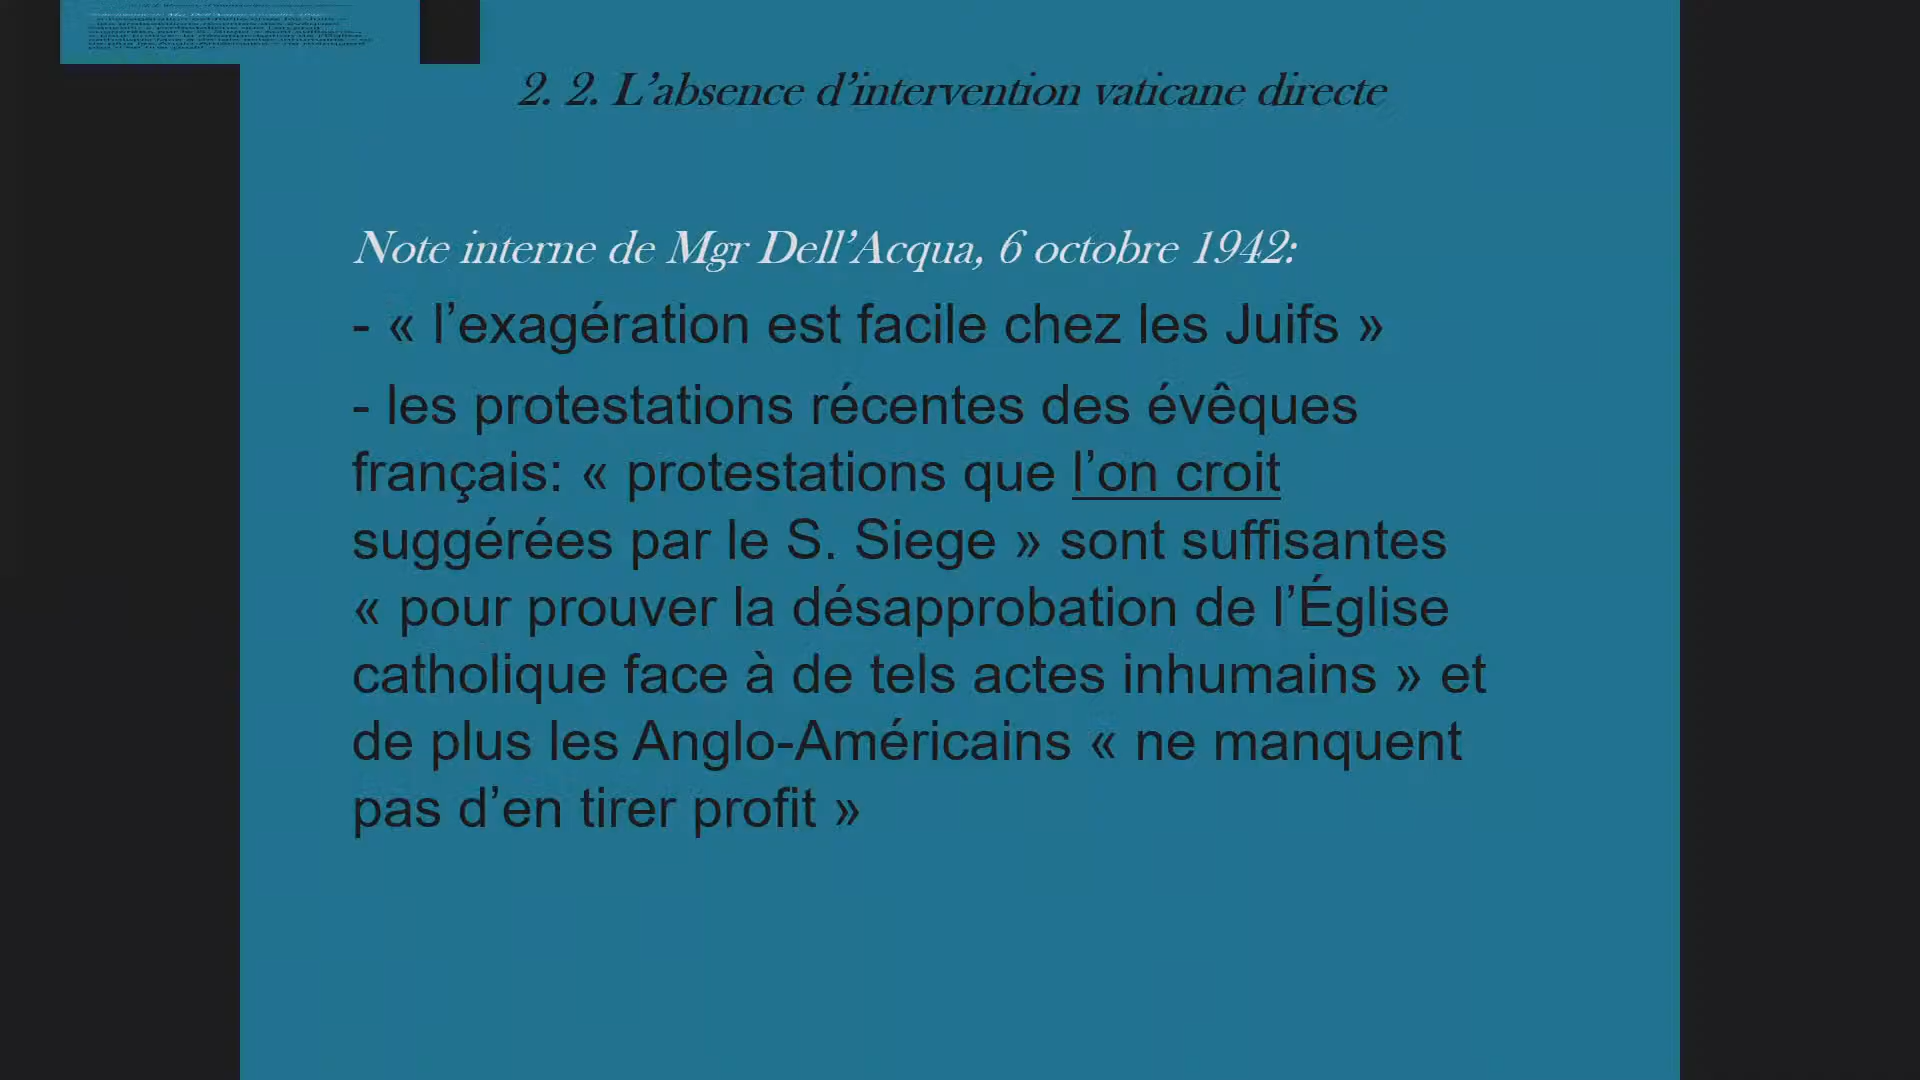 2. 2. L’absence d’intervention vaticane directe
Note interne de Mgr Dell’Acqua, 6 octobre 1942:
- « l’exagération est facile chez les Juifs »
- les protestations récentes des évêques
français: « protestations que l’on croit
suggérées par le S. Siege » sont suffisantes
« pour prouver la désapprobation de l’Église
catholique face à de tels actes inhumains » et
de plus les Anglo-Américains « ne manquent
pas d’en tirer profit »